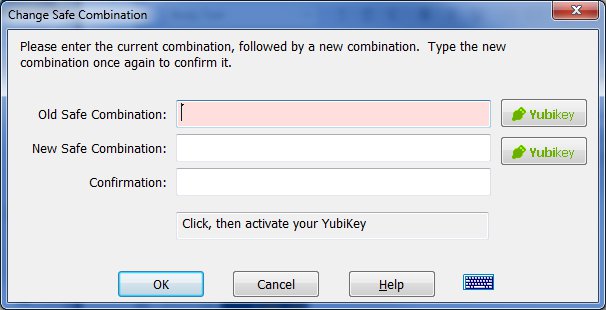 Change Safe Combination
Please enter the current combination, followed by a new combination. Type the new
combination once again to confirm it.
Old Safe Combination:
Yubikey
New Safe Combination:
Yubikey
Confirmation:
Click, then activate your YubiKey
OK
Cancel
Help